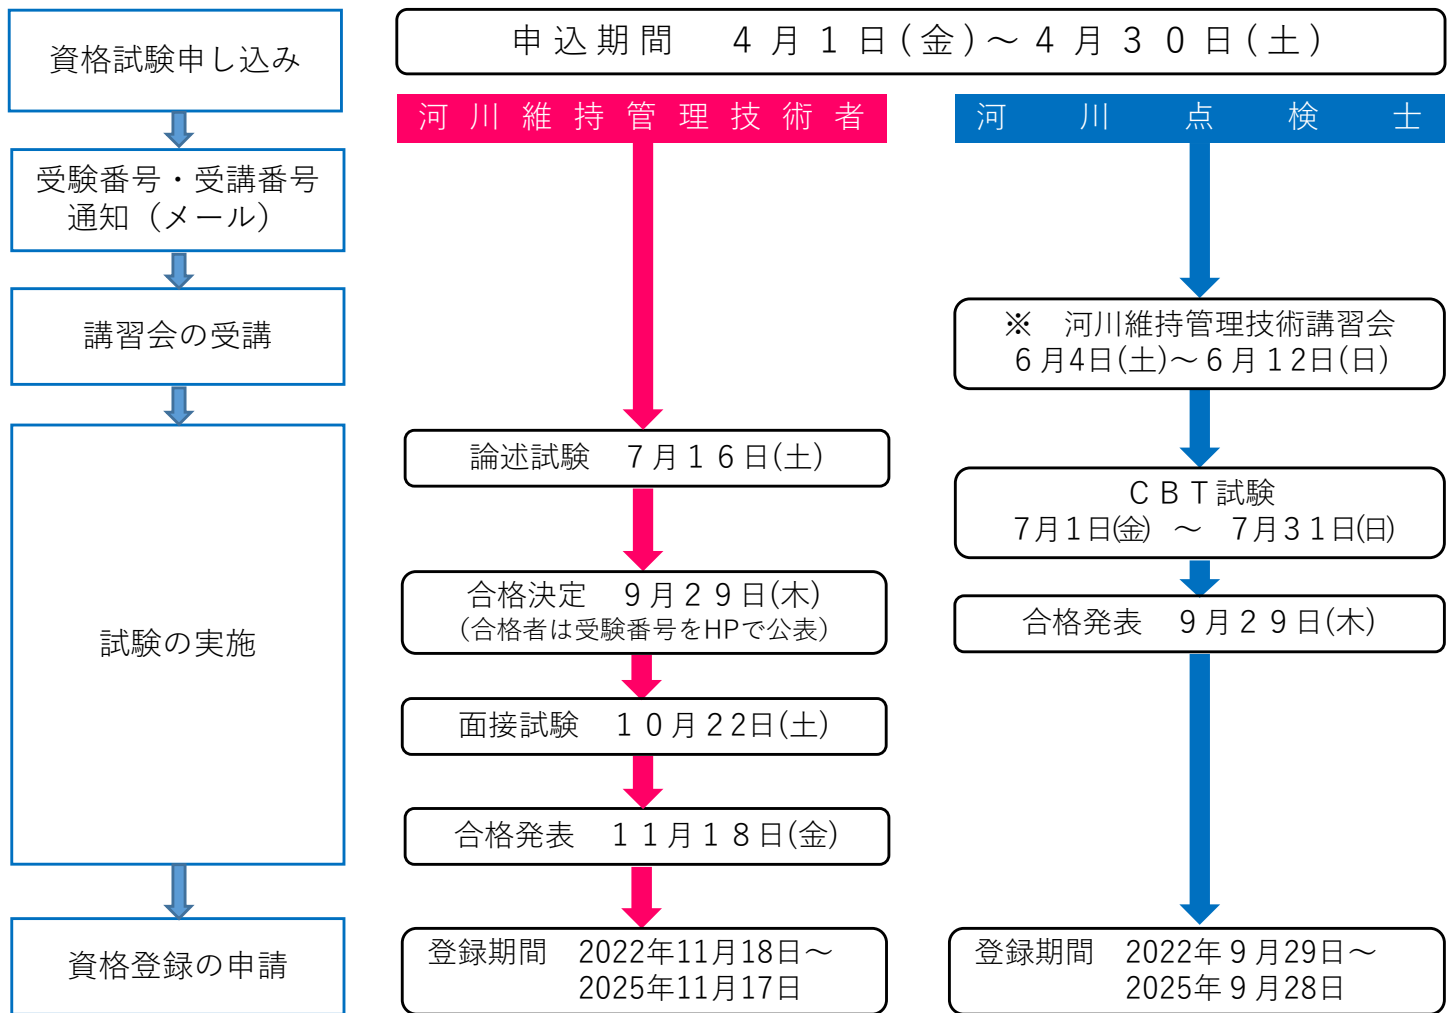 資格試験申し込み
受験番号・受講番号
通知（メール）
講習会の受講
試験の実施
資格登録の申請
申込期間　４月１日(金)～４月３０日(土)
河川維持管理技術者
論述試験　７月１６日(土)
合格決定　９月２９日(木)
（合格者は受験番号をHPで公表）
面接試験　１０月２２日(土)
合格発表　１１月１８日(金)
登録期間　2022年11月18日～
2025年11月17日
河川点検士
※　河川維持管理技術講習会
６月4日(土)～６月１２日(日)
ＣＢＴ試験
７月１日(金)　～　７月３１日(日)
合格発表　９月２９日(木)
登録期間　2022年９月29日～
2025年９月28日